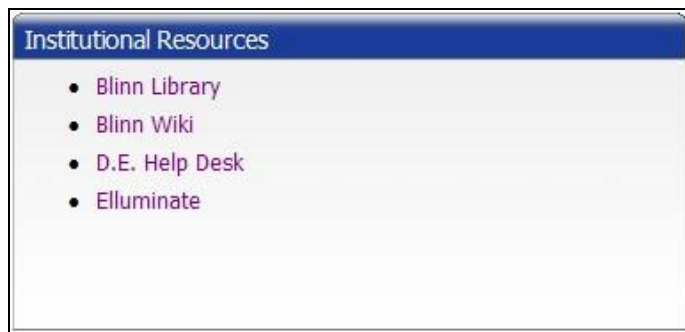 Institutional Resources
Blinn Library
Blinn Wiki
D.E. Help Desk
Elluminate